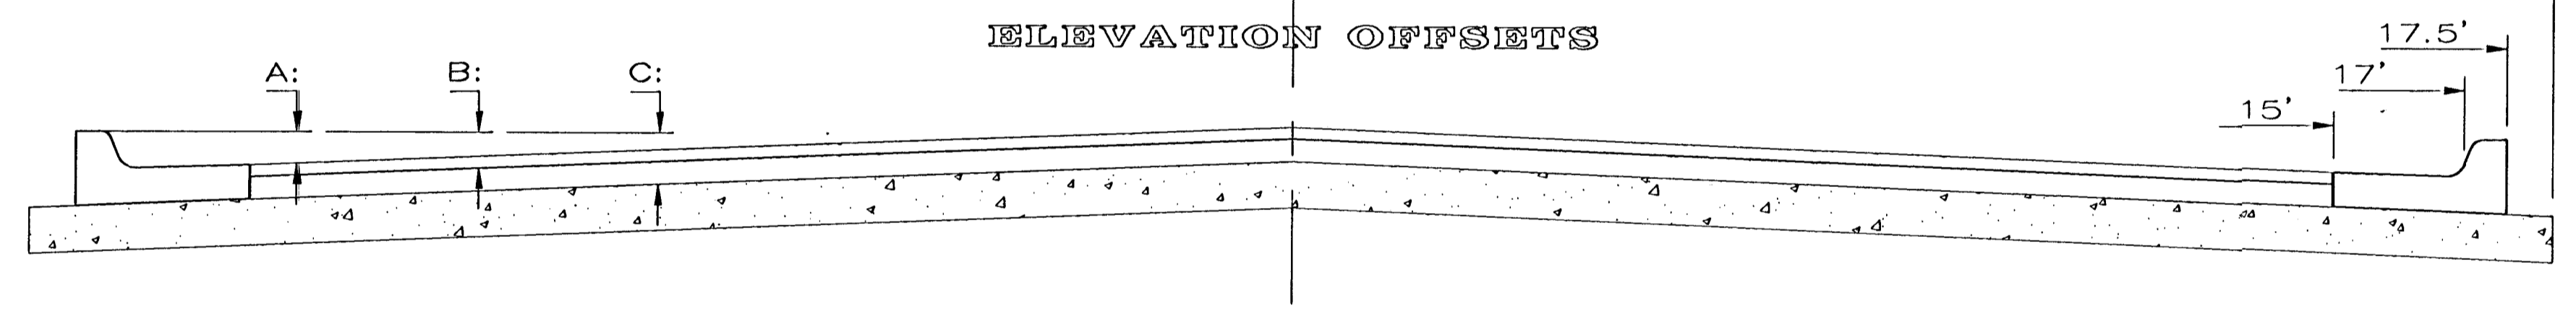 ELEVATION OFFSETS
A:
B:
C:
15'
17'
17.5'